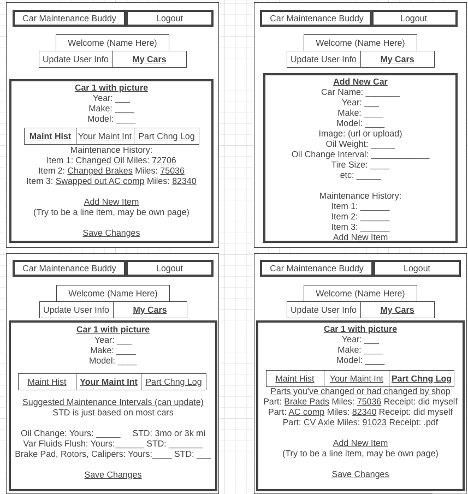 Car Maintenance Buddy Logout
Welcome (Name Here)
Update User Info My Cars
Car 1 with picture
Year: ___
Make: ____
Model: ____
Maint Hist Your Maint Int Part Chng Log
Maintenance History:
Item 1: Changed Oil Miles: 72706
Item 2: Changed Brakes Miles: 75036
Item 3: Swapped out AC comp Miles: 82340
Add New Item
(Try to be a line item, may be own page)
Save Changes
Car Maintenance Buddy Logout
Welcome (Name Here)
Update User Info My Cars
Add New Car
Car Name: _______
Year: ___
Make: ____
Model: ____
Image: (url or upload)
Oil Weight: _____
Oil Change Interval: ____________
Tire Size: ____
etc: _____
Maintenance History:
Item 1: ______
Item 2: ______
Item 3: ______
Add New Item
Car Maintenance Buddy Logout
Welcome (Name Here)
Update User Info My Cars
Car 1 with picture
Year: ___
Make: ____
Model: ____
Maint Hist Your Maint Int Part Chng Log
Suggested Maintenance Intervals (can update)
STD is just based on most cars
Oil Change: Yours: _____ STD: 3mo or 3k mi
Var Fluids Flush: Yours: _____ STD: _____
Brake Pad, Rotors, Calipers: Yours:____ STD: ___
Save Changes
Car Maintenance Buddy Logout
Welcome (Name Here)
Update User Info My Cars
Car 1 with picture
Year: ___
Make: ____
Model: ____
Maint Hist Your Maint Int Part Chng Log
Parts you've changed or had changed by shop
Part: Brake Pads Miles: 75036 Receipt: did myself
Part: AC comp Miles: 82340 Receipt: did myself
Part: CV Axle Miles: 91023 Receipt: .pdf
Add New Item
(Try to be a line item, may be own page)
Save Changes